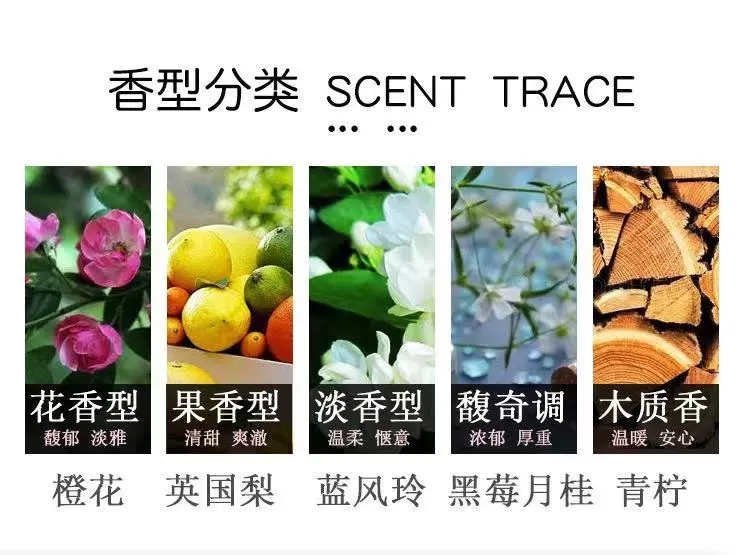 香型分类 SCENT TRACE
花香型 果香型 淡香型 馥奇调 木质香
馥郁 淡雅 清甜 爽澈 温柔 惬意 浓郁 厚重 温暖 安心
橙花 英国梨 蓝风玲 黑莓月桂 青柠